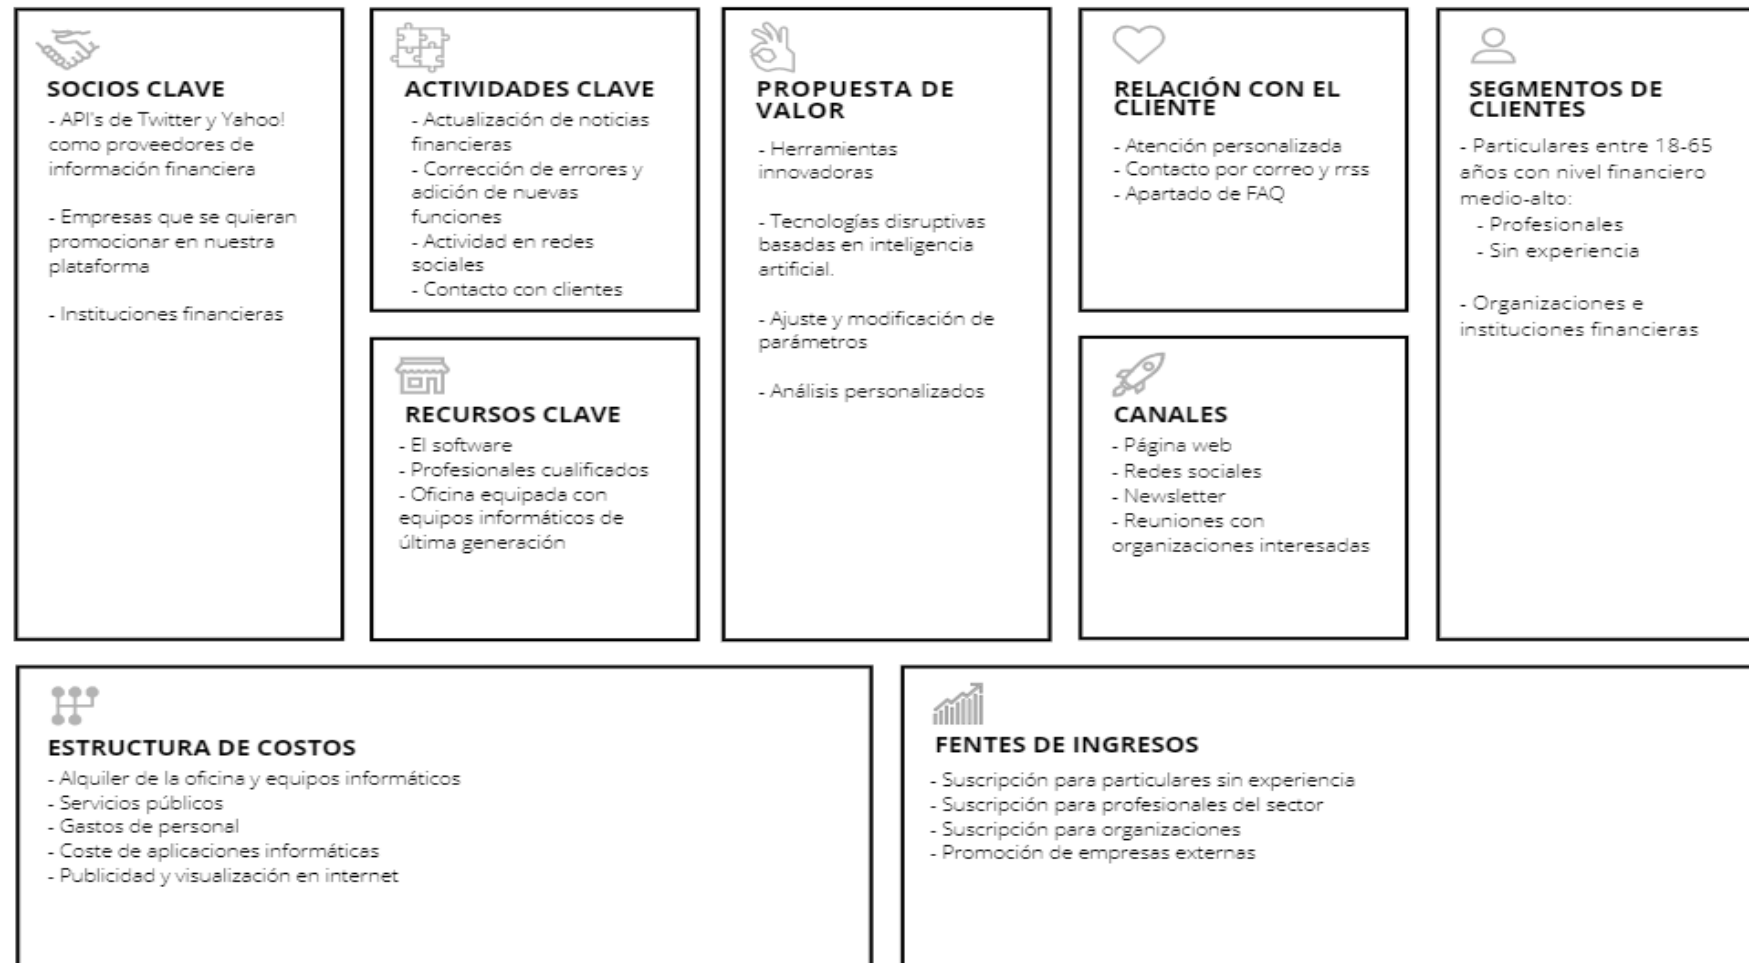 SOCIOS CLAVE
- API's de Twitter y Yahoo!
como proveedores de
información financiera
- Empresas que se quieran
promocionar en nuestra
plataforma
- Instituciones financieras
ACTIVIDADES CLAVE
- Actualización de noticias
financieras
- Corrección de errores y
adición de nuevas
funciones
- Actividad en redes
sociales
- Contacto con clientes
RECURSOS CLAVE
- El software
- Profesionales cualificados
- Oficina equipada con
equipos informáticos de
última generación
PROPUESTA DE
VALOR
- Herramientas
innovadoras
- Tecnologías disruptivas
basadas en inteligencia
artificial.
- Ajuste y modificación de
parámetros
- Análisis personalizados
RELACIÓN CON EL
CLIENTE
- Atención personalizada
- Contacto por correo y rrss
- Apartado de FAQ
CANALES
- Página web
- Redes sociales
- Newsletter
- Reuniones con
organizaciones interesadas
SEGMENTOS DE
CLIENTES
- Particulares entre 18-65
años con nivel financiero
medio-alto:
- Profesionales
- Sin experiencia
- Organizaciones e
instituciones financieras
ESTRUCTURA DE COSTOS
- Alquiler de la oficina y equipos informáticos
- Servicios públicos
- Gastos de personal
- Coste de aplicaciones informáticas
- Publicidad y visualización en internet
FENTES DE INGRESOS
- Suscripción para particulares sin experiencia
- Suscripción para profesionales del sector
- Suscripción para organizaciones
- Promoción de empresas externas